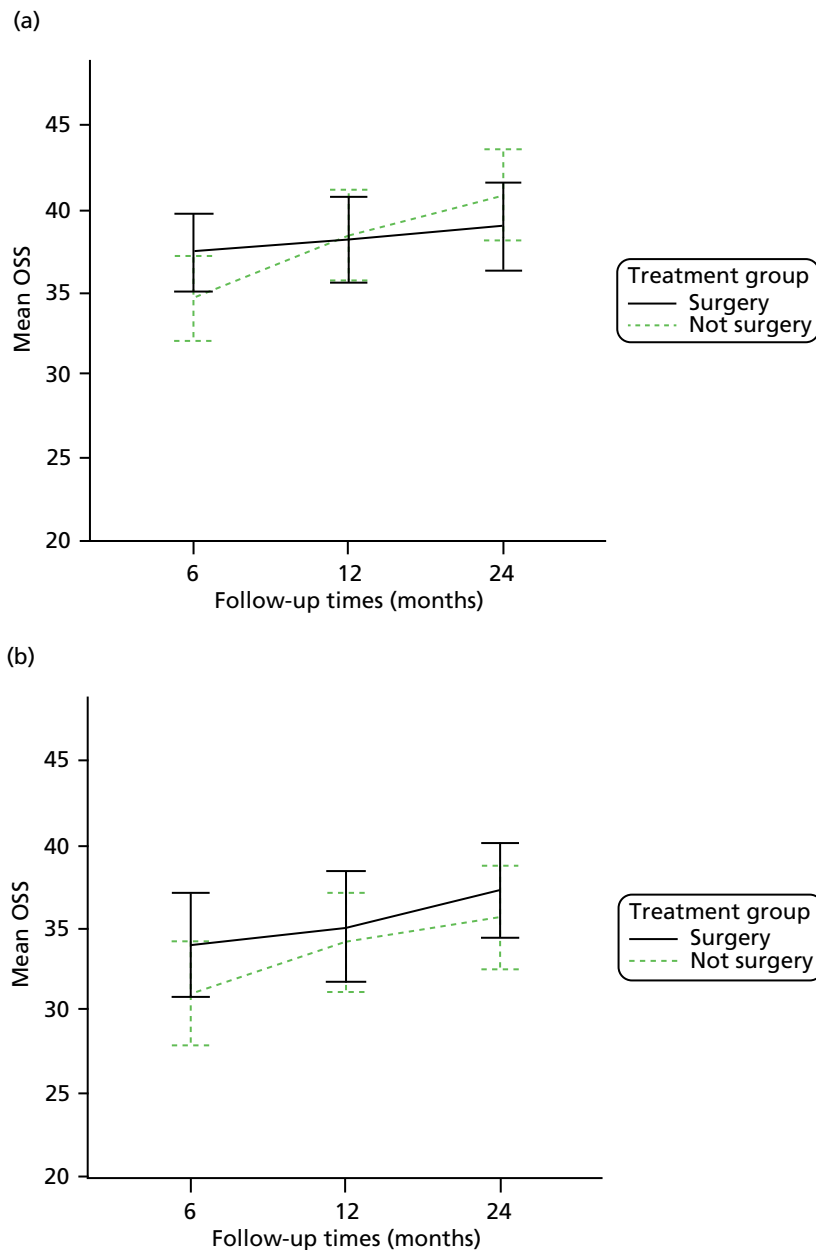 (a)
45
40
35
30
25
20
Mean OSS
6 12 24
Follow-up times (months)
Treatment group
Surgery
Not surgery
(b)
45
40
35
30
25
20
Mean OSS
6 12 24
Follow-up times (months)
Treatment group
Surgery
Not surgery